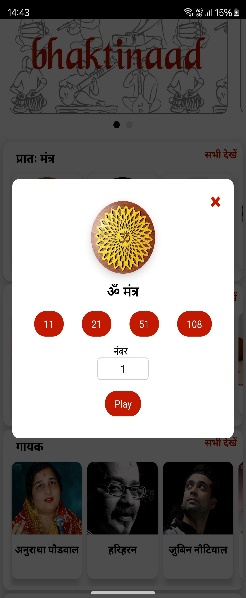 14:43
15%
bhaktinaad
प्रातः मंत्र
सभी देखें
ॐ मंत्र
11 21 51 108
नंबर
1
Play
गायक
सभी देखें
अनुराधा पौडवाल हरिहरन जुबिन नौटियाल